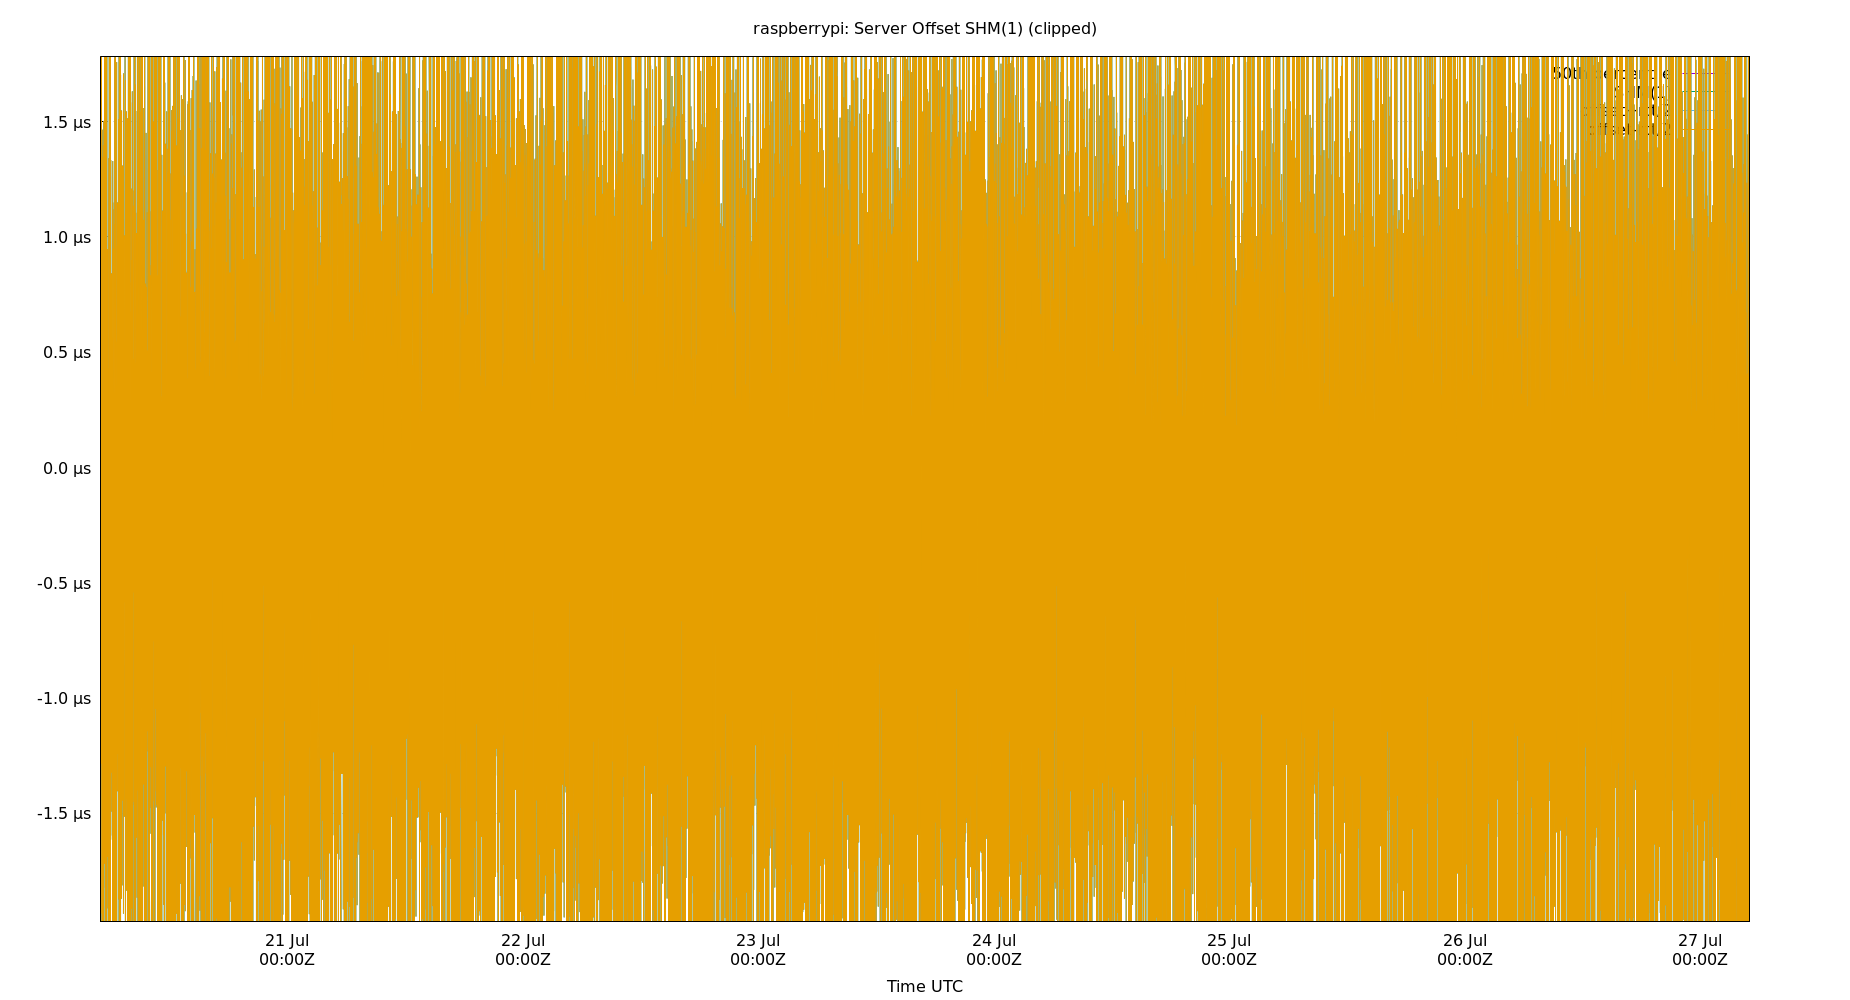 raspberrypi: Server Offset SHM(1) (clipped)
1.5 µs
1.0 µs
0.5 µs
0.0 µs
-0.5 µs
-1.0 µs
-1.5 µs
21 Jul
00:00Z
22 Jul
00:00Z
23 Jul
00:00Z
24 Jul
00:00Z
25 Jul
00:00Z
26 Jul
00:00Z
27 Jul
00:00Z
Time UTC